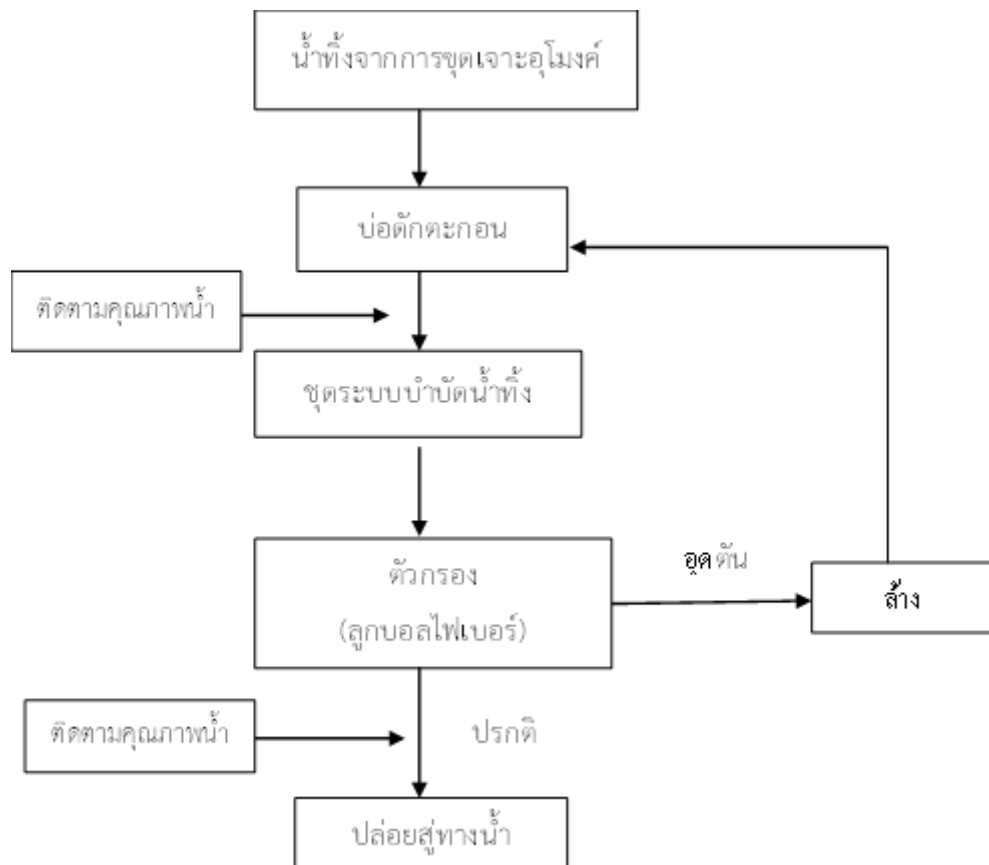 น้ำทิ้งจากการขุดเจาะอุโมงค์
บ่อดักตะกอน
ติดตามคุณภาพน้ำ
ชุดระบบบำบัดน้ำทิ้ง
ตัวกรอง
(ลูกบอลไฟเบอร์)
อุดตัน
ล้าง
ติดตามคุณภาพน้ำ
ปรกติ
ปล่อยสู่ทางน้ำ